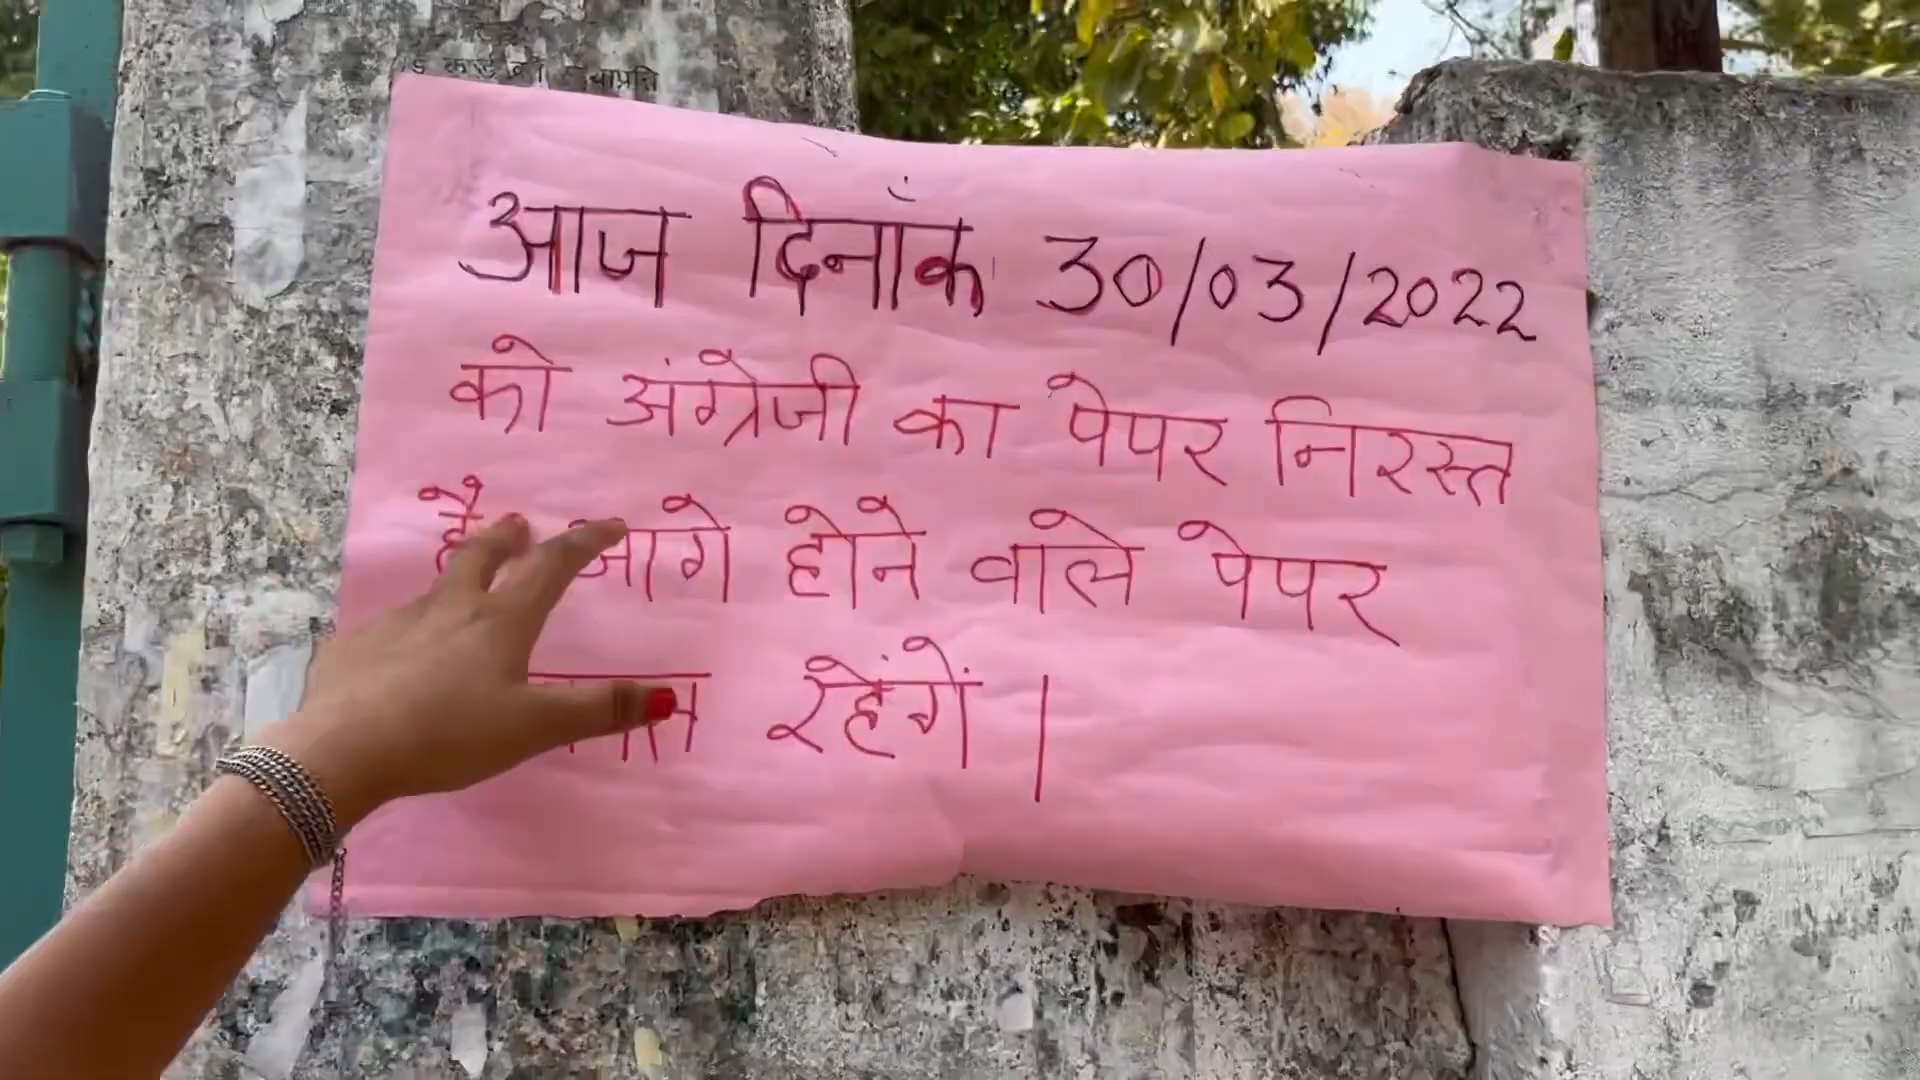 आज दिनाँक 30/03/2022
को अंग्रेजी का पेपर निरस्त
है आगे होने वाले पेपर
रहेंगें |